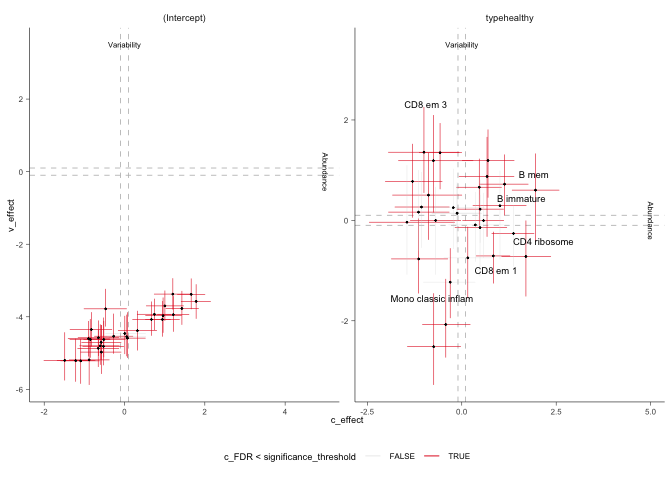 (Intercept)
typehealthy
Variability
Variability
Abundance
Abundance
CD8 em 3
B mem
B immature
CD4 ribosome
CD8 em 1
Mono classic inflam
v_effect
2
0
-2
-4
-6
2
0
-2
-2
0
2
4
-2.5
0.0
2.5
5.0
c_effect
c_FDR < significance_threshold
FALSE
TRUE